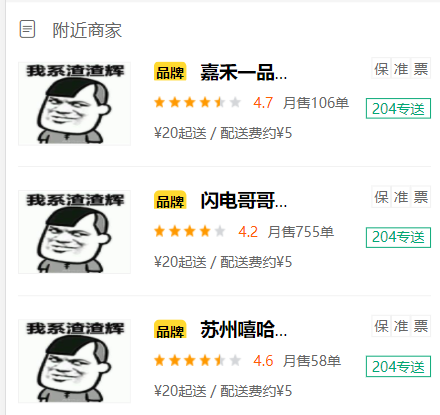 附近商家
我系渣渣辉
品牌 嘉禾一品... 保 准 票
4.7 月售106单 204专送
¥20起送 / 配送费约¥5
我系渣渣辉
品牌 闪电哥哥... 保 准 票
4.2 月售755单 204专送
¥20起送 / 配送费约¥5
我系渣渣辉
品牌 苏州嘻哈... 保 准 票
4.6 月售58单 204专送
¥20起送 / 配送费约¥5